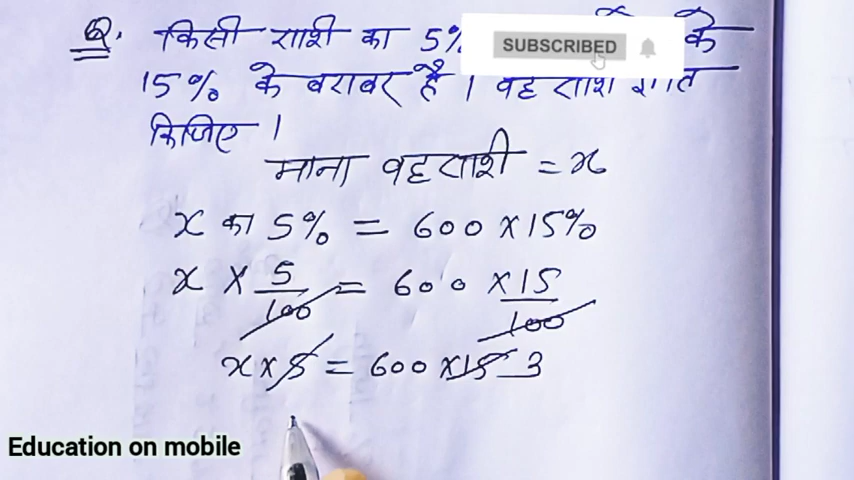 Q. किसी राशी का 5%
SUBSCRIBED
के
15% के बराबर है । वह राशि ज्ञात
किजिए ।
माना वह राशी = x
x का 5% = 600 × 15%
x × 5/100 = 600 × 15/100
x × 5 = 600 × 15 3
Education on mobile